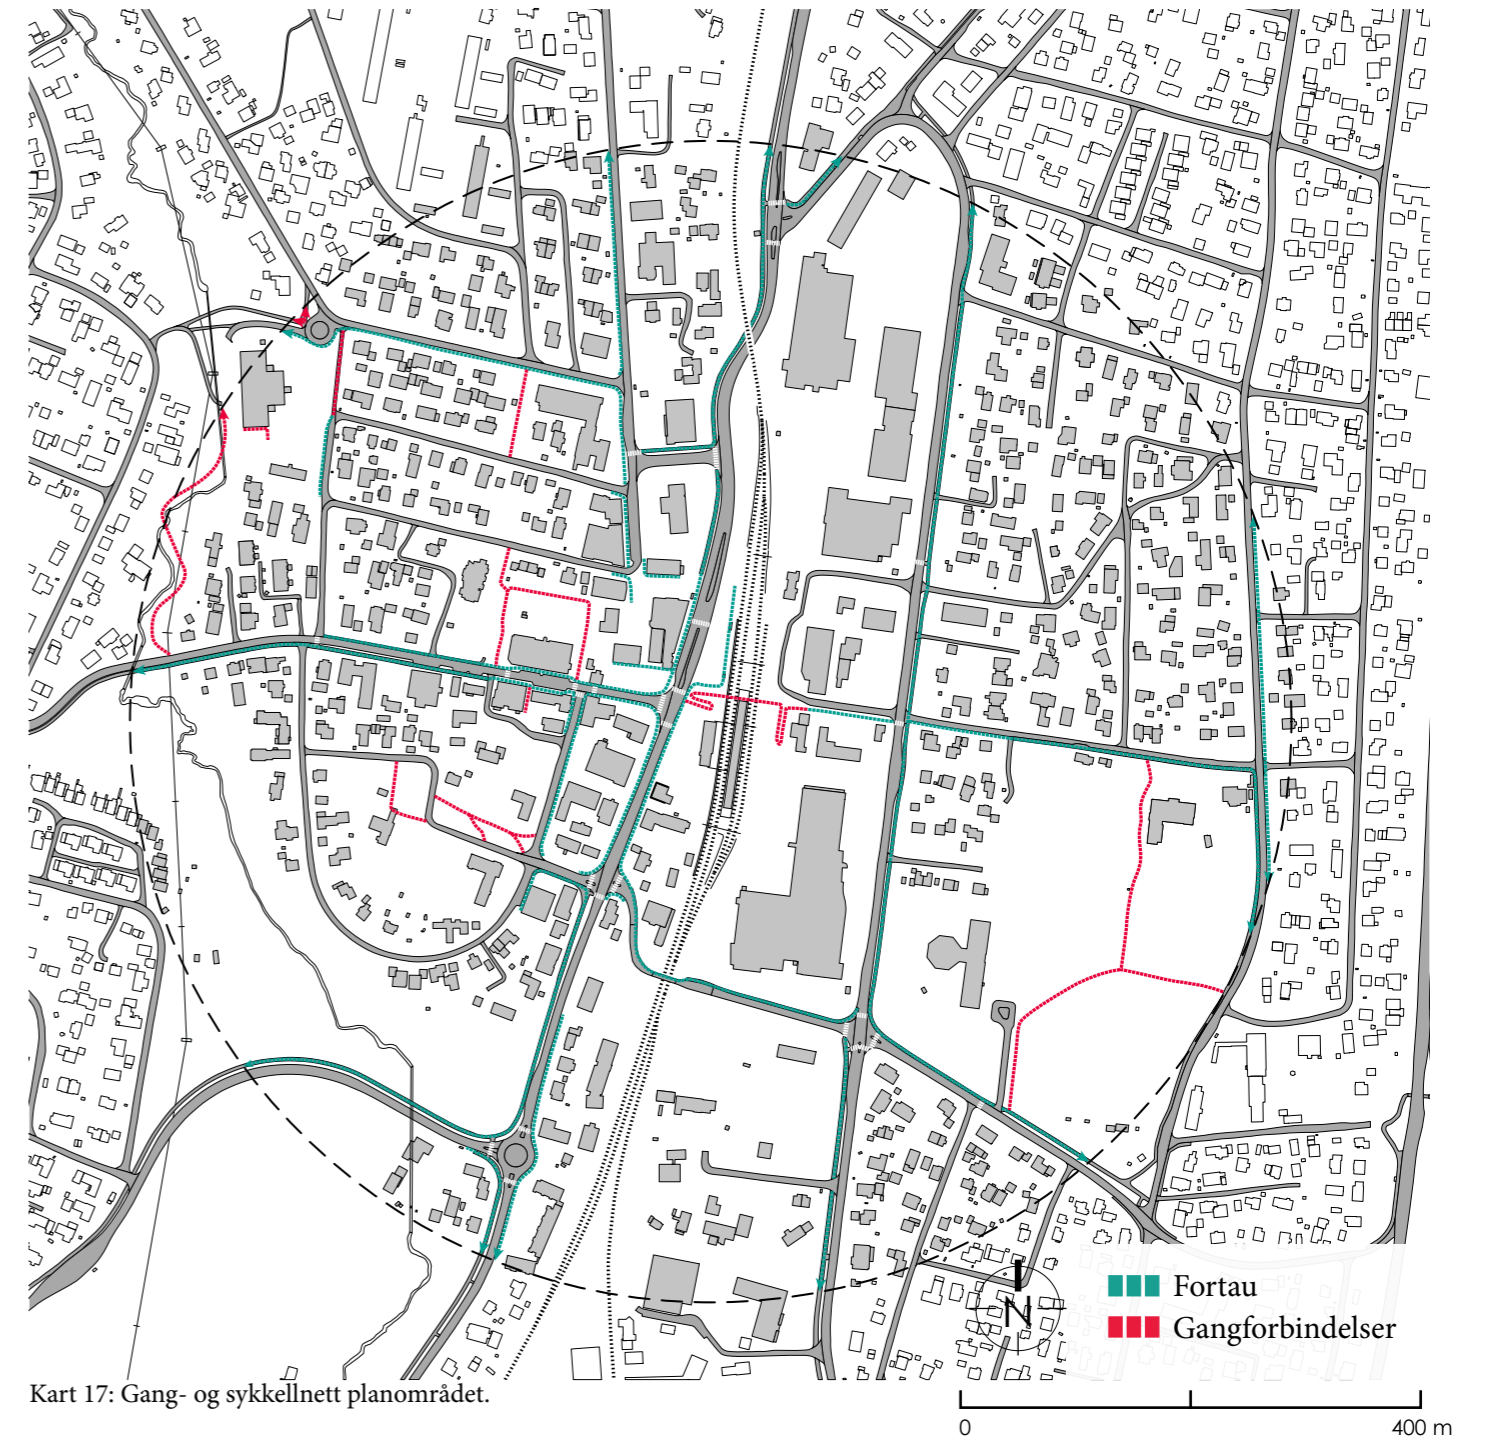 N
Fortau
Gangforbindelser
Kart 17: Gang- og sykkellnett planområdet.
0 400 m